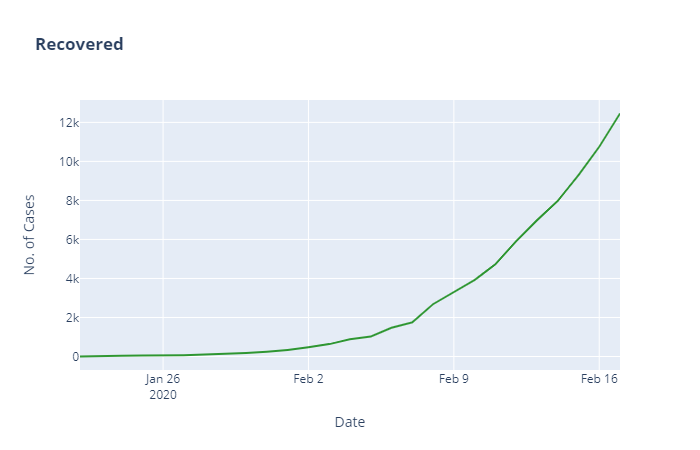 Recovered
12k
10k
8k
6k
4k
2k
0
No. of Cases
Jan 26
2020
Feb 2
Feb 9
Feb 16
Date